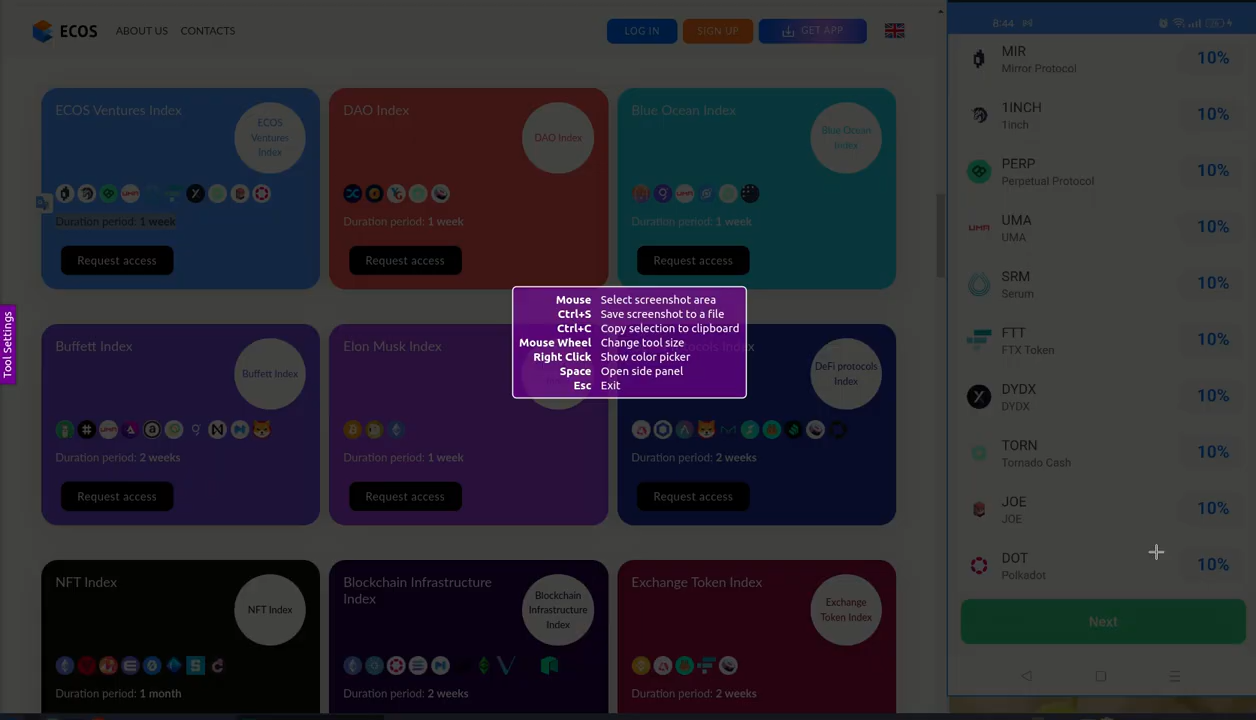 ECOS
ABOUT US
CONTACTS
LOG IN
SIGN UP
GET APP
ECOS Ventures Index
ECOS
Ventures
Index
UMA
Duration period: 1 week
Request access
DAO Index
DAO Index
Duration period: 1 week
Request access
Blue Ocean Index
Blue Ocean
Index
UMA
Duration period: 1 week
Request access
Tool Settings
Mouse Select screenshot area
Ctrl+S Save screenshot to a file
Ctrl+C Copy selection to clipboard
Mouse Wheel Change tool size
Right Click Show color picker
Space Open side panel
Esc Exit
Buffett Index
Buffett Index
UMA
Duration period: 2 weeks
Request access
Elon Musk Index
Duration period: 1 week
Request access
Index
DeFi protocols
Index
Duration period: 2 weeks
Request access
NFT Index
NFT Index
Duration period: 1 month
Blockchain Infrastructure
Index
Blockchain
Infrastructure
Index
Duration period: 2 weeks
Exchange Token Index
Exchange
Token Index
Duration period: 2 weeks
8:44
MIR
Mirror Protocol
10%
1INCH
1inch
10%
PERP
Perpetual Protocol
10%
UMA
UMA
UMA
10%
SRM
Serum
10%
FTT
FTX Token
10%
DYDX
DYDX
10%
TORN
Tornado Cash
10%
JOE
JOE
10%
DOT
Polkadot
10%
Next